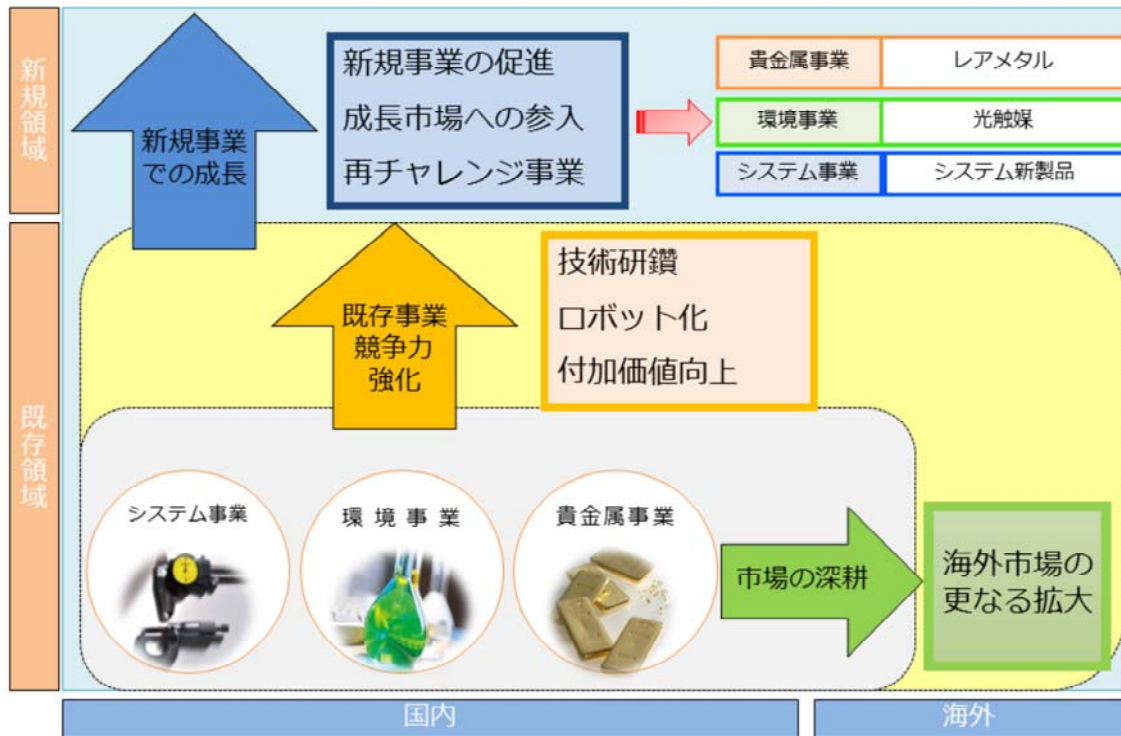 新規領域
新規事業
での成長
新規事業の促進
成長市場への参入
再チャレンジ事業
貴金属事業 レアメタル
環境事業 光触媒
システム事業 システム新製品
既存領域
既存事業
競争力
強化
技術研鑽
ロボット化
付加価値向上
システム事業
環境事業
貴金属事業
市場の深耕
海外市場の
更なる拡大
国内
海外